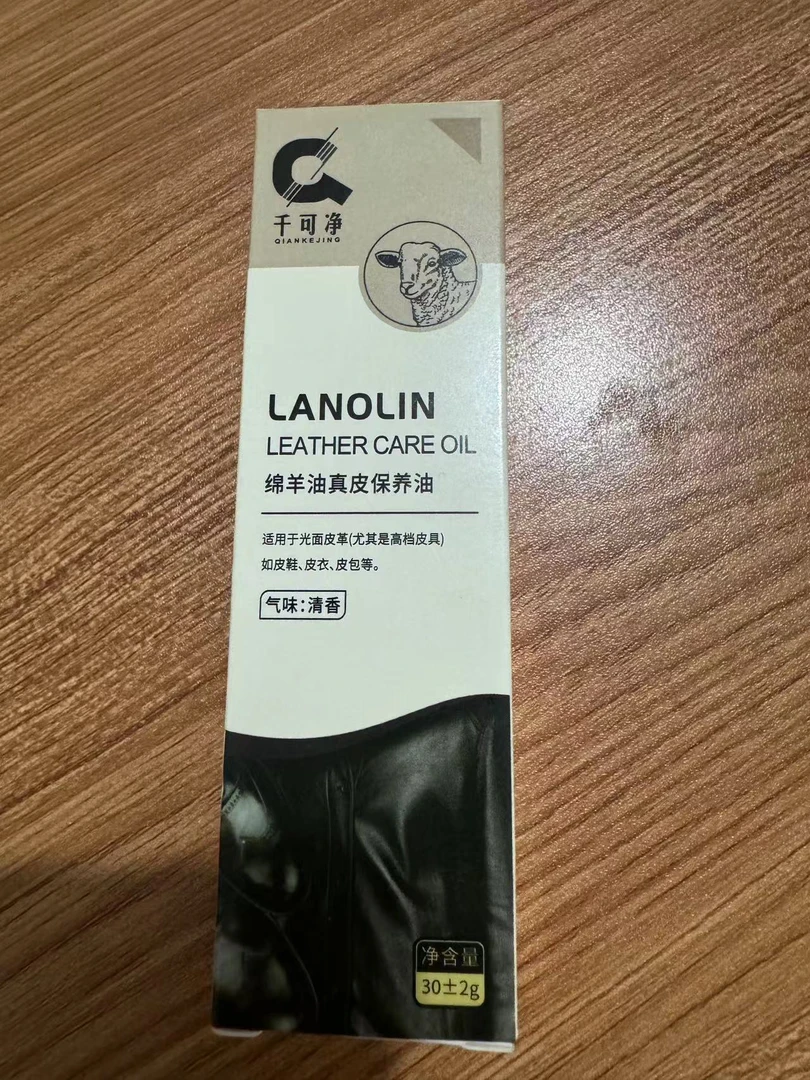 千可净
QIANKEJING
LANOLIN
LEATHER CARE OIL
绵羊油真皮保养油
适用于光面皮革(尤其是高档皮具)
如皮鞋、皮衣、皮包等。
气味:清香
净含量
30±2g